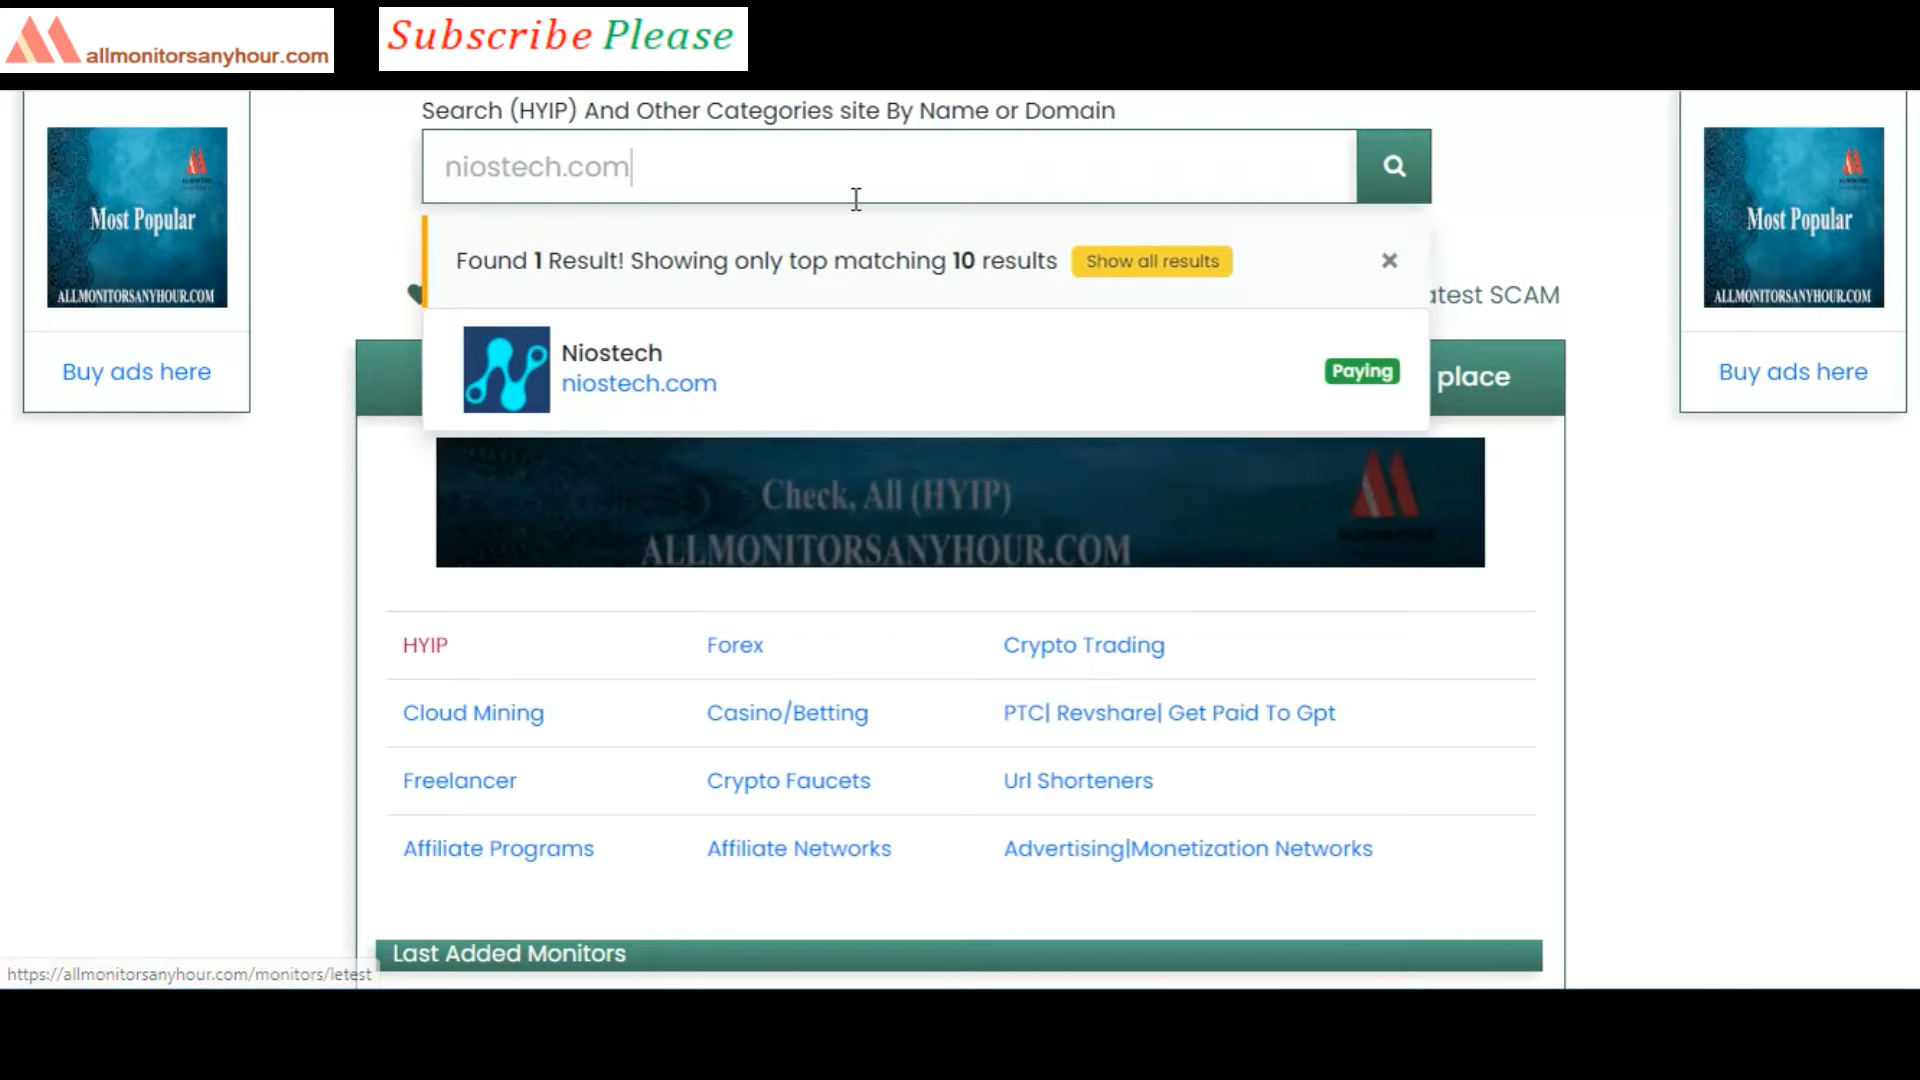 allmonitorsanyhour.com
Subscribe Please
Search (HYIP) And Other Categories site By Name or Domain
niostech.com
Most Popular
ALLMONITORSANYHOUR.COM
Buy ads here
Found 1 Result! Showing only top matching 10 results
Show all results
×
atest SCAM
Niostech
niostech.com
Paying
place
Most Popular
ALLMONITORSANYHOUR.COM
Buy ads here
Check, All (HYIP)
ALLMONITORSANYHOUR.COM
HYIP Forex Crypto Trading
Cloud Mining Casino/Betting PTC| Revshare| Get Paid To Gpt
Freelancer Crypto Faucets Url Shorteners
Affiliate Programs Affiliate Networks Advertising|Monetization Networks
Last Added Monitors
https://allmonitorsanyhour.com/monitors/letest